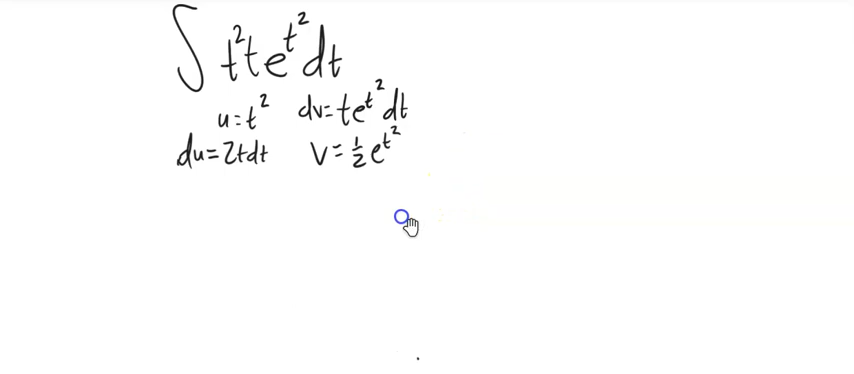 ∫ t²te^{t²}dt
u=t² dv=te^{t²}dt
du=2tdt v=½e^{t²}